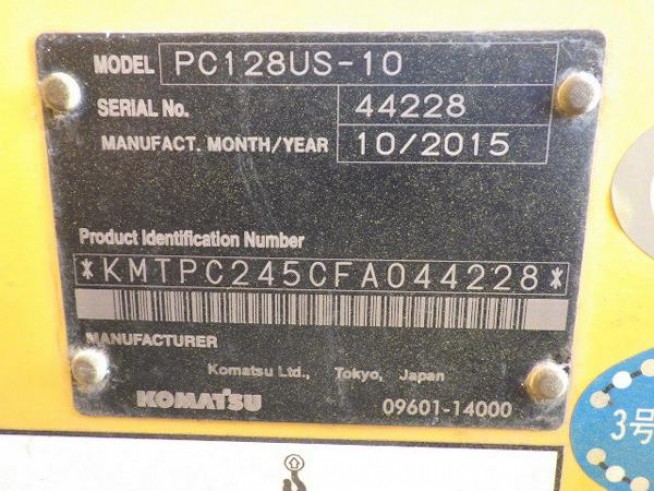 MODEL PC128US-10
SERIAL No. 44228
MANUFACT. MONTH/YEAR 10/2015
Product Identification Number
*KMTPC245CFA044228*
MANUFACTURER
Komatsu Ltd., Tokyo, Japan
KOMATSU 09601-14000
3号